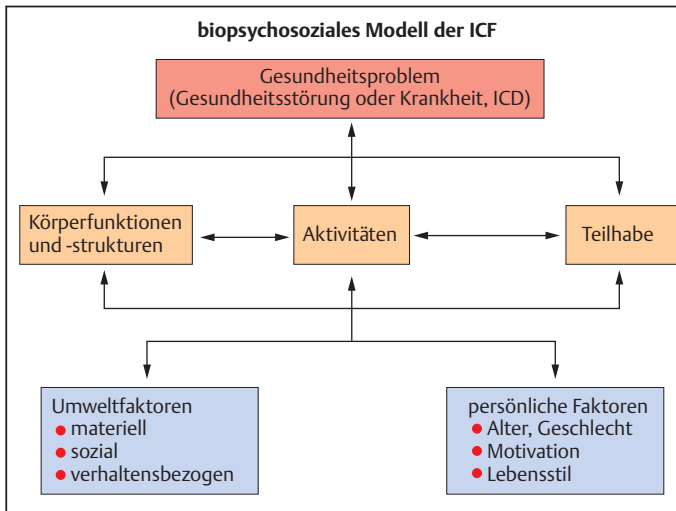 biopsychosoziales Modell der ICF
Gesundheitsproblem
(Gesundheitsstörung oder Krankheit, ICD)
Körperfunktionen
und -strukturen
Aktivitäten
Teilhabe
Umweltfaktoren
• materiell
• sozial
• verhaltensbezogen
persönliche Faktoren
• Alter, Geschlecht
• Motivation
• Lebensstil